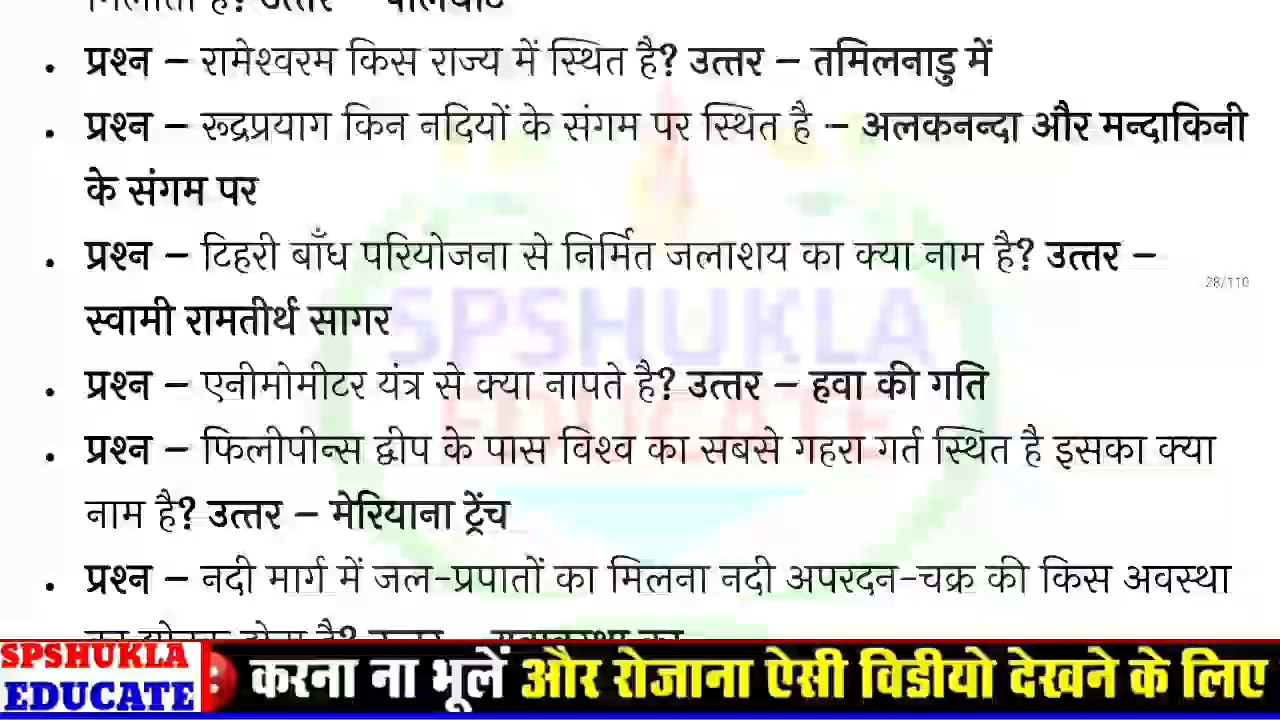 • प्रश्न – रामेश्वरम किस राज्य में स्थित है? उत्तर – तमिलनाडु में
• प्रश्न – रूद्रप्रयाग किन नदियों के संगम पर स्थित है – अलकनन्दा और मन्दाकिनी
के संगम पर
• प्रश्न – टिहरी बाँध परियोजना से निर्मित जलाशय का क्या नाम है? उत्तर –
28/110
स्वामी रामतीर्थ सागर
• प्रश्न – एनीमोमीटर यंत्र से क्या नापते है? उत्तर – हवा की गति
• प्रश्न – फिलीपीन्स द्वीप के पास विश्व का सबसे गहरा गर्त स्थित है इसका क्या
नाम है? उत्तर – मेरियाना ट्रेंच
• प्रश्न – नदी मार्ग में जल-प्रपातों का मिलना नदी अपरदन-चक्र की किस अवस्था
SPSHUKLA
EDUCATE
SPSHUKLA
EDUCATE
: करना ना भूलें और रोजाना ऐसी विडीयो देखने के लिए